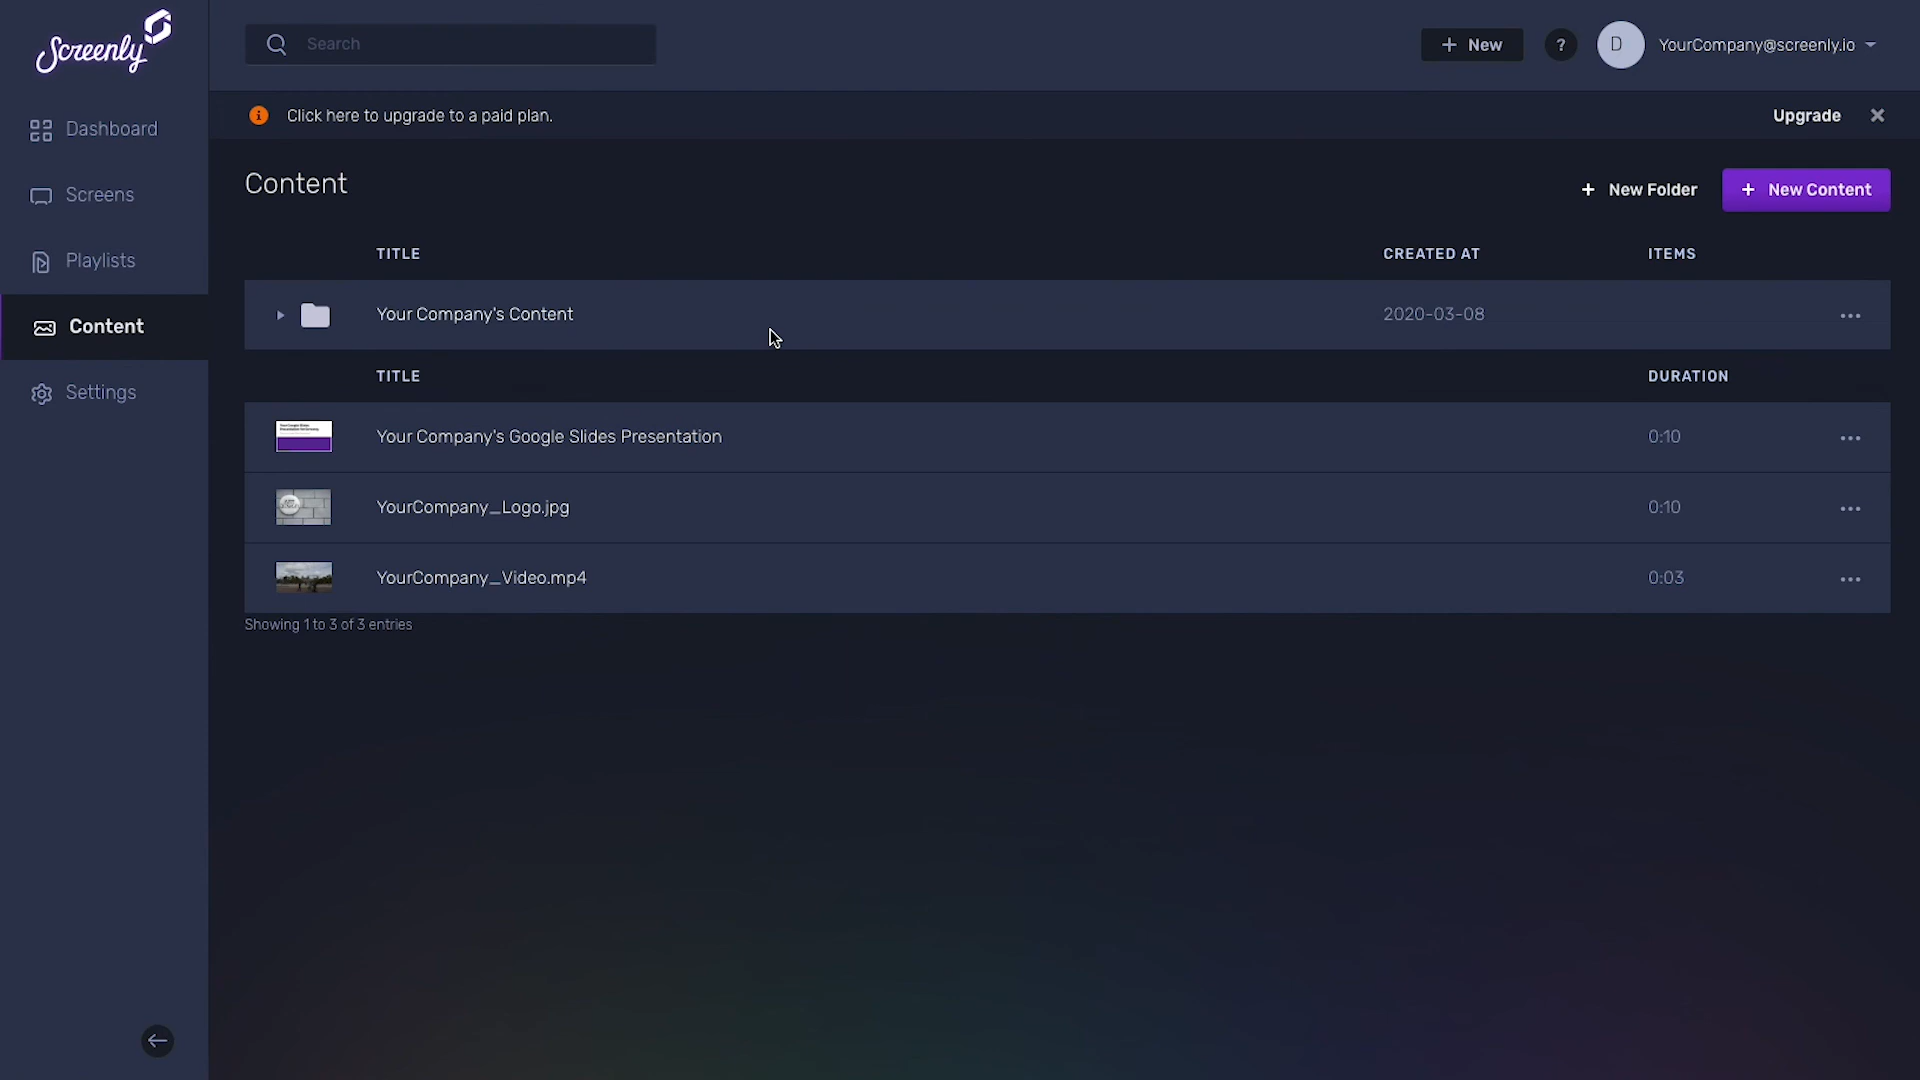 Screenly
Search
+ New
?
D
YourCompany@screenly.io
Click here to upgrade to a paid plan.
Upgrade
Dashboard
Screens
Playlists
Content
Settings
Content
+ New Folder
+ New Content
TITLE CREATED AT ITEMS
Your Company's Content 2020-03-08
TITLE DURATION
Your Company's Google Slides Presentation 0:10
YourCompany_Logo.jpg 0:10
YourCompany_Video.mp4 0:03
Showing 1 to 3 of 3 entries